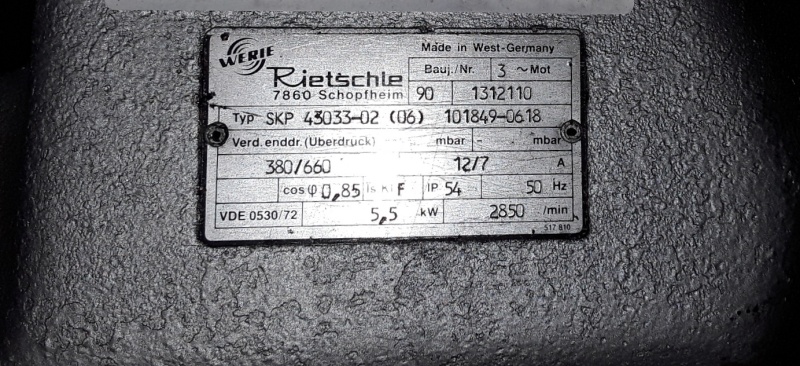 WERIE
Made in West-Germany
Rietschle
Bauj./Nr. 3 ~ Mot
7860 Schopfheim 90 1312110
Typ SKP 43033-02 (06) 101849-0618
Verd. enddr. (Überdruck) - mbar - mbar
380/660 12/7 A
cos φ 0,85 Is Kl F IP 54 50 Hz
VDE 0530/72 5,5 kW 2850 /min
517 810